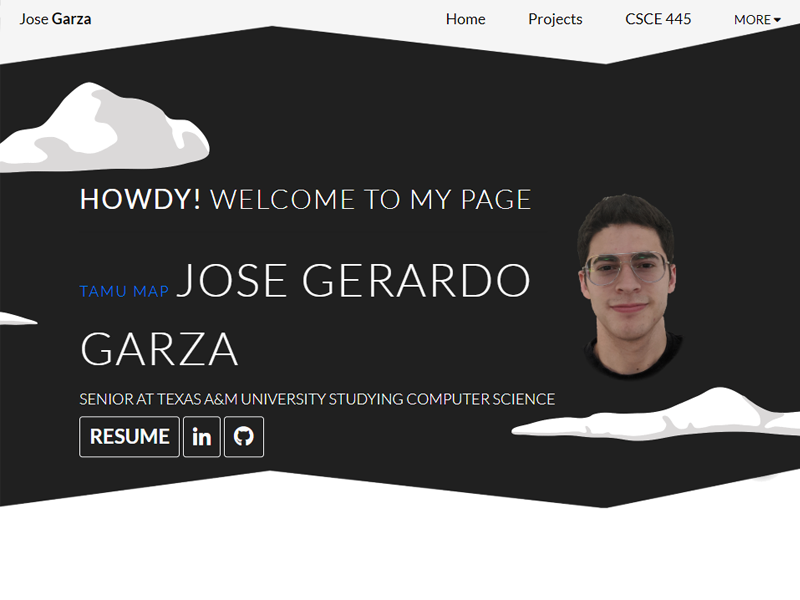 Jose Garza
Home
Projects
CSCE 445
MORE
HOWDY! WELCOME TO MY PAGE
TAMU MAP JOSE GERARDO
GARZA
SENIOR AT TEXAS A&M UNIVERSITY STUDYING COMPUTER SCIENCE
RESUME
in